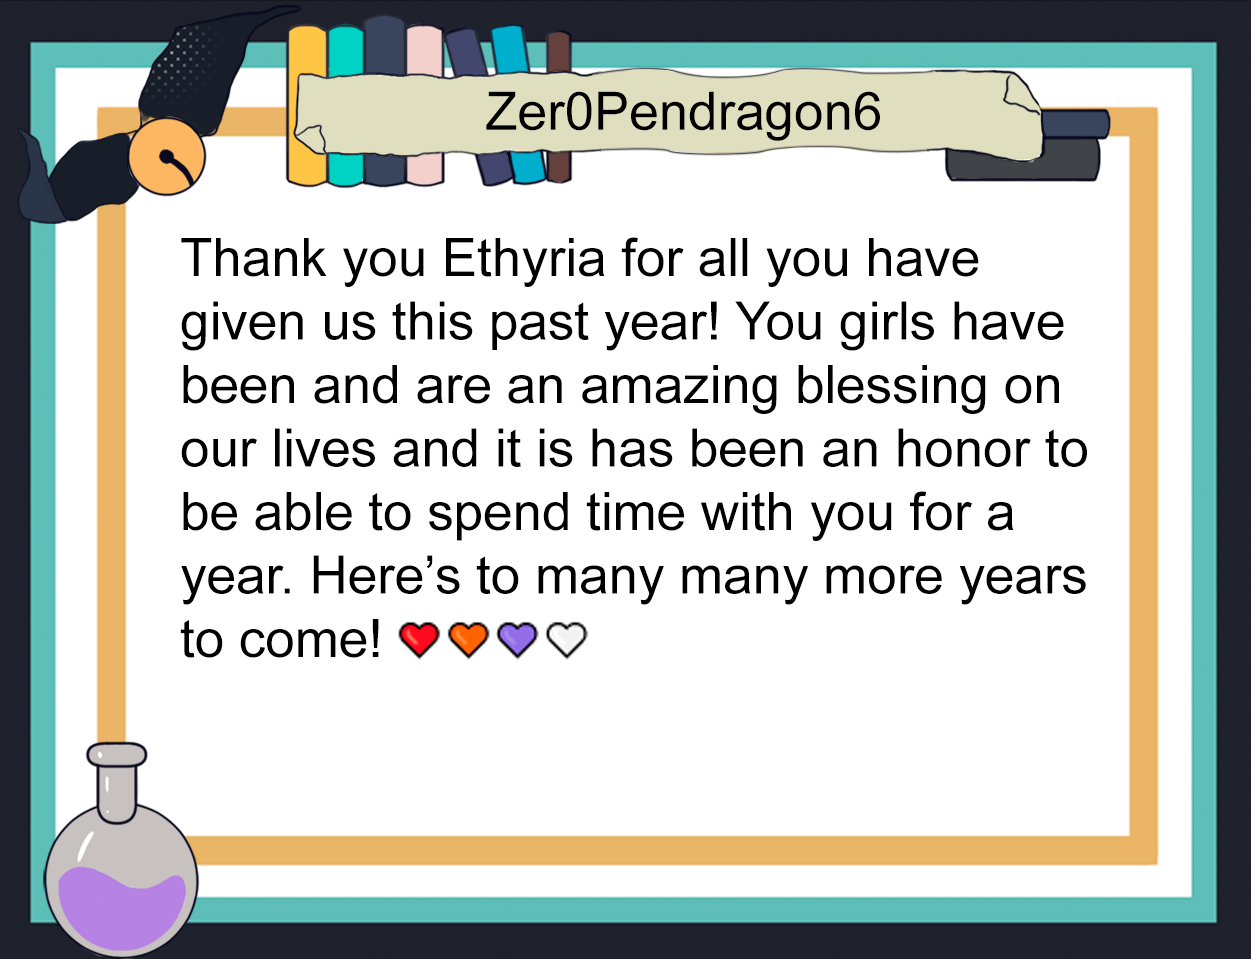 Zer0Pendragon6
Thank you Ethyria for all you have
given us this past year! You girls have
been and are an amazing blessing on
our lives and it is has been an honor to
be able to spend time with you for a
year. Here’s to many many more years
to come! ❤️🧡💜🤍